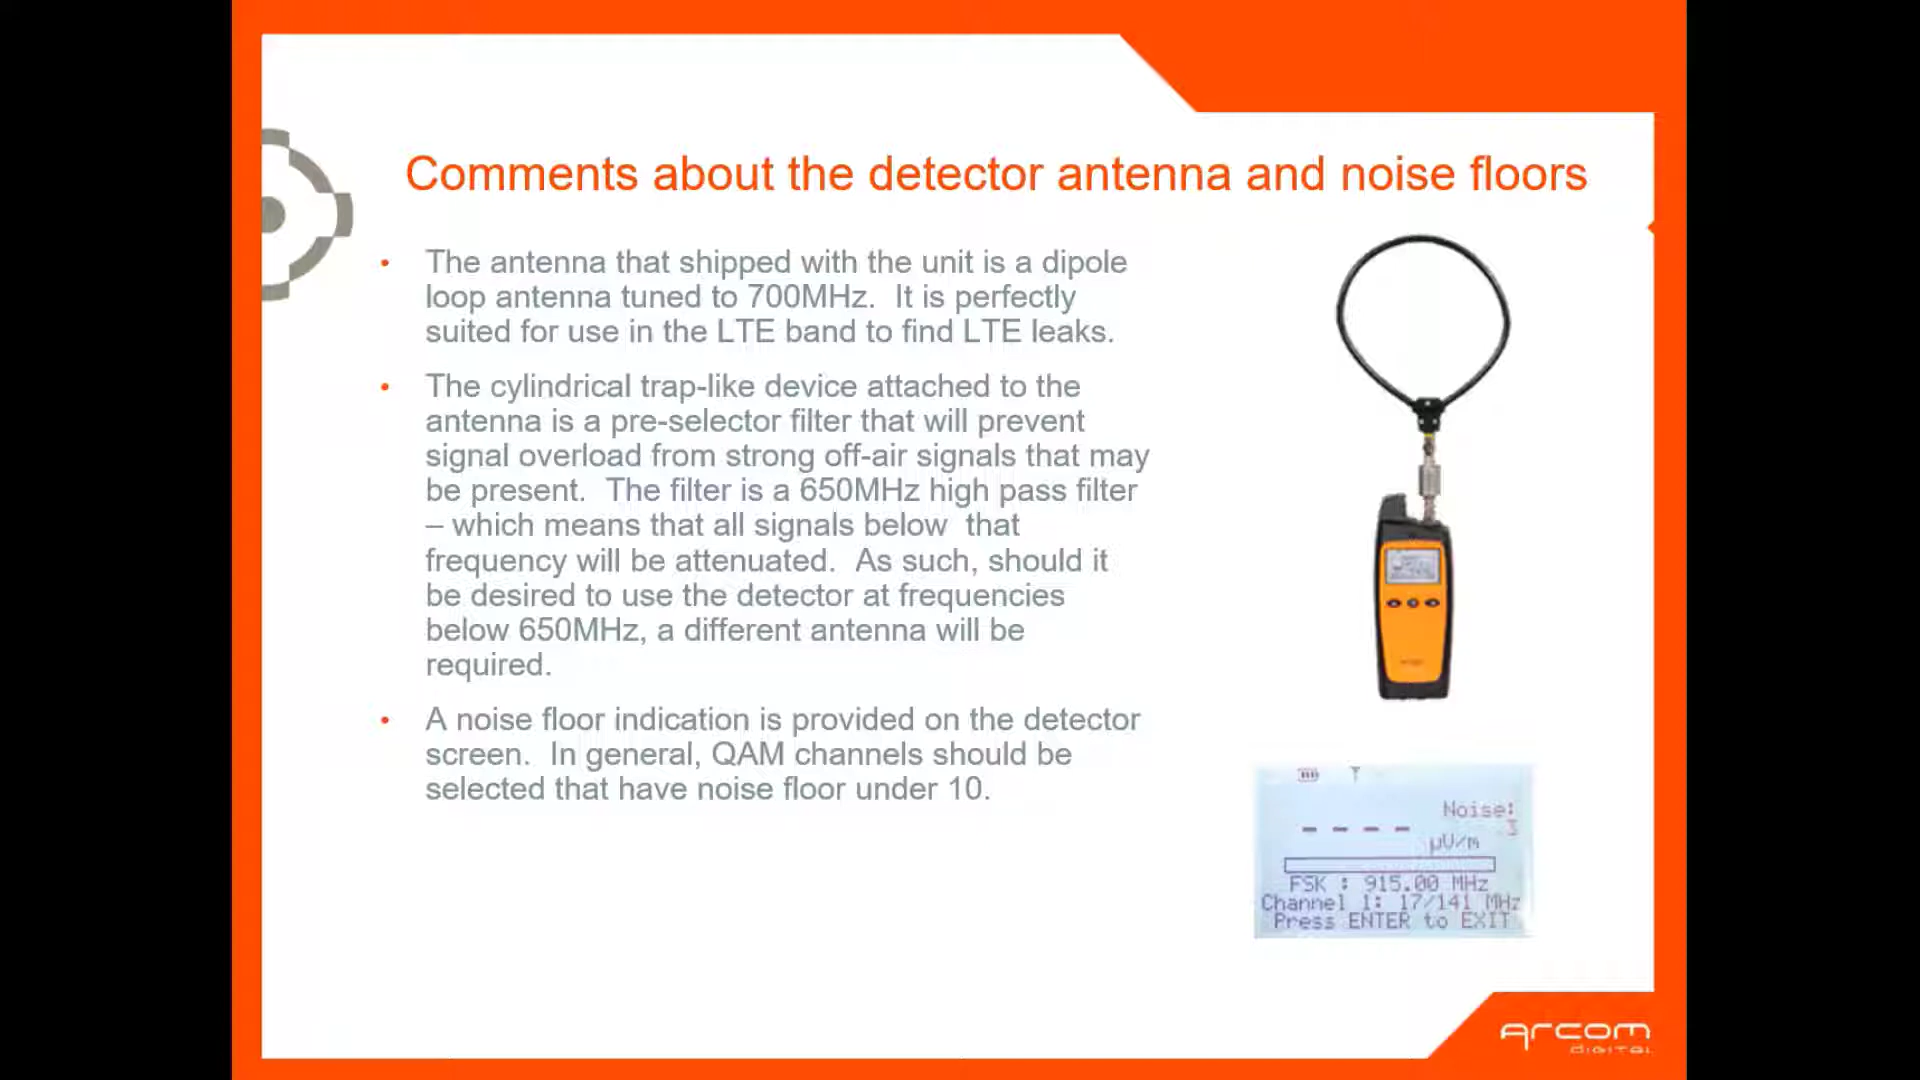 Comments about the detector antenna and noise floors
• The antenna that shipped with the unit is a dipole
loop antenna tuned to 700MHz. It is perfectly
suited for use in the LTE band to find LTE leaks.
• The cylindrical trap-like device attached to the
antenna is a pre-selector filter that will prevent
signal overload from strong off-air signals that may
be present. The filter is a 650MHz high pass filter
– which means that all signals below that
frequency will be attenuated. As such, should it
be desired to use the detector at frequencies
below 650MHz, a different antenna will be
required.
• A noise floor indication is provided on the detector
screen. In general, QAM channels should be
selected that have noise floor under 10.
Noise:
3
- - - -
µV/m
FSK : 915.00 MHz
Channel 1: 17/141 MHz
Press ENTER to EXIT
arcom
DIGITAL